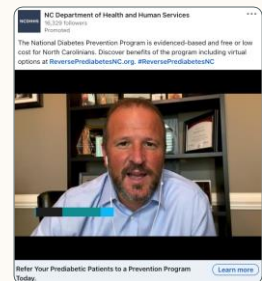 NC Department of Health and Human Services
16,329 followers
Promoted
The National Diabetes Prevention Program is evidenced-based and free or low
cost for North Carolinians. Discover benefits of the program including virtual
options at ReversePrediabetesNC.org. #ReversePrediabetesNC
Refer Your Prediabetic Patients to a Prevention Program
Today.
Learn more